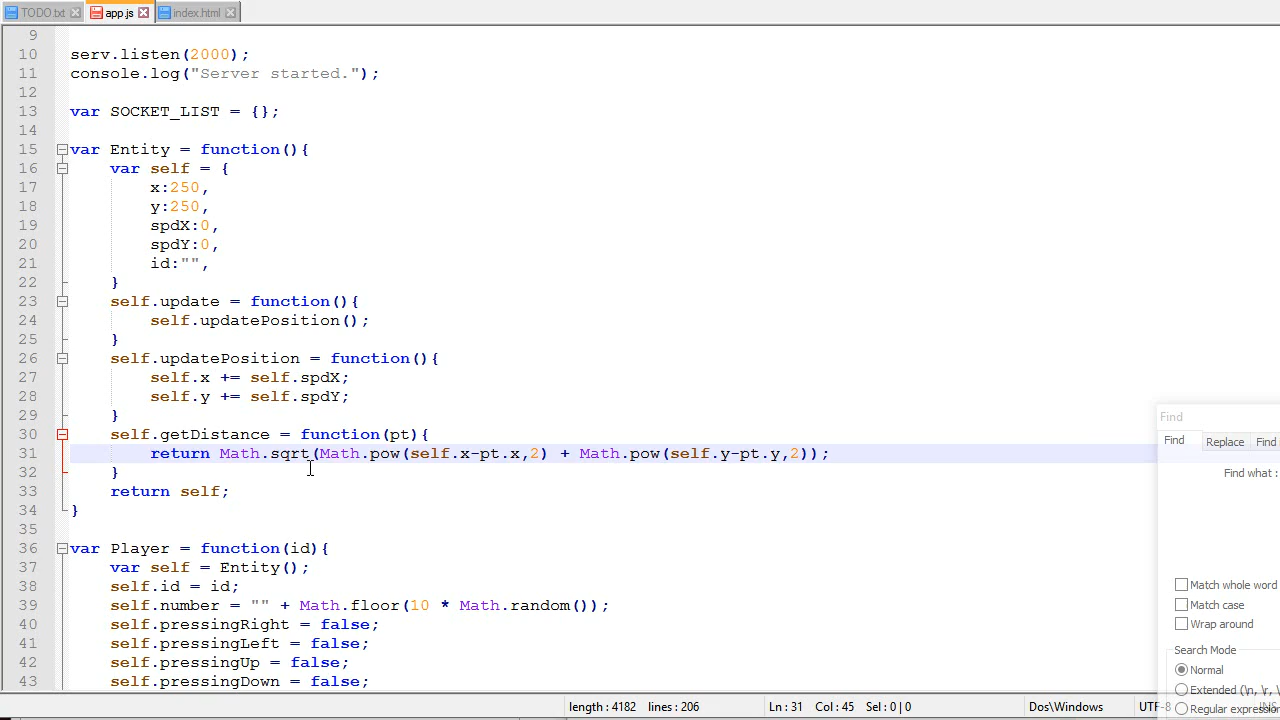 TODO.txt app.js index.html
9
10 serv.listen(2000);
11 console.log("Server started.");
12
13 var SOCKET_LIST = {};
14
15 var Entity = function(){
16 var self = {
17 x:250,
18 y:250,
19 spdX:0,
20 spdY:0,
21 id:"",
22 }
23 self.update = function(){
24 self.updatePosition();
25 }
26 self.updatePosition = function(){
27 self.x += self.spdX;
28 self.y += self.spdY;
29 }
30 self.getDistance = function(pt){
31 return Math.sqrt(Math.pow(self.x-pt.x,2) + Math.pow(self.y-pt.y,2));
32 }
33 return self;
34 }
35
36 var Player = function(id){
37 var self = Entity();
38 self.id = id;
39 self.number = "" + Math.floor(10 * Math.random());
40 self.pressingRight = false;
41 self.pressingLeft = false;
42 self.pressingUp = false;
43 self.pressingDown = false;
Find
Find Replace Find
Find what :
Match whole word
Match case
Wrap around
Search Mode
Normal
Extended (\n, \r, \
Regular expression
length : 4182 lines : 206 Ln : 31 Col : 45 Sel : 0 | 0 Dos\Windows UTF-8 INS